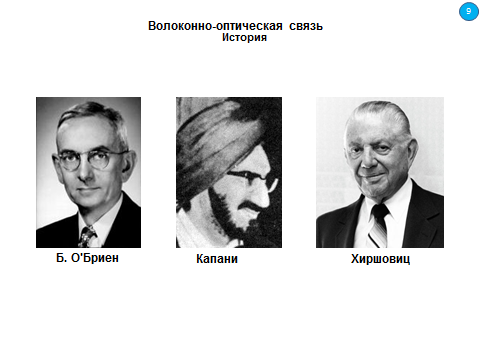 9
Волоконно-оптическая связь
История
Б. О'Бриен
Капани
Хиршовиц